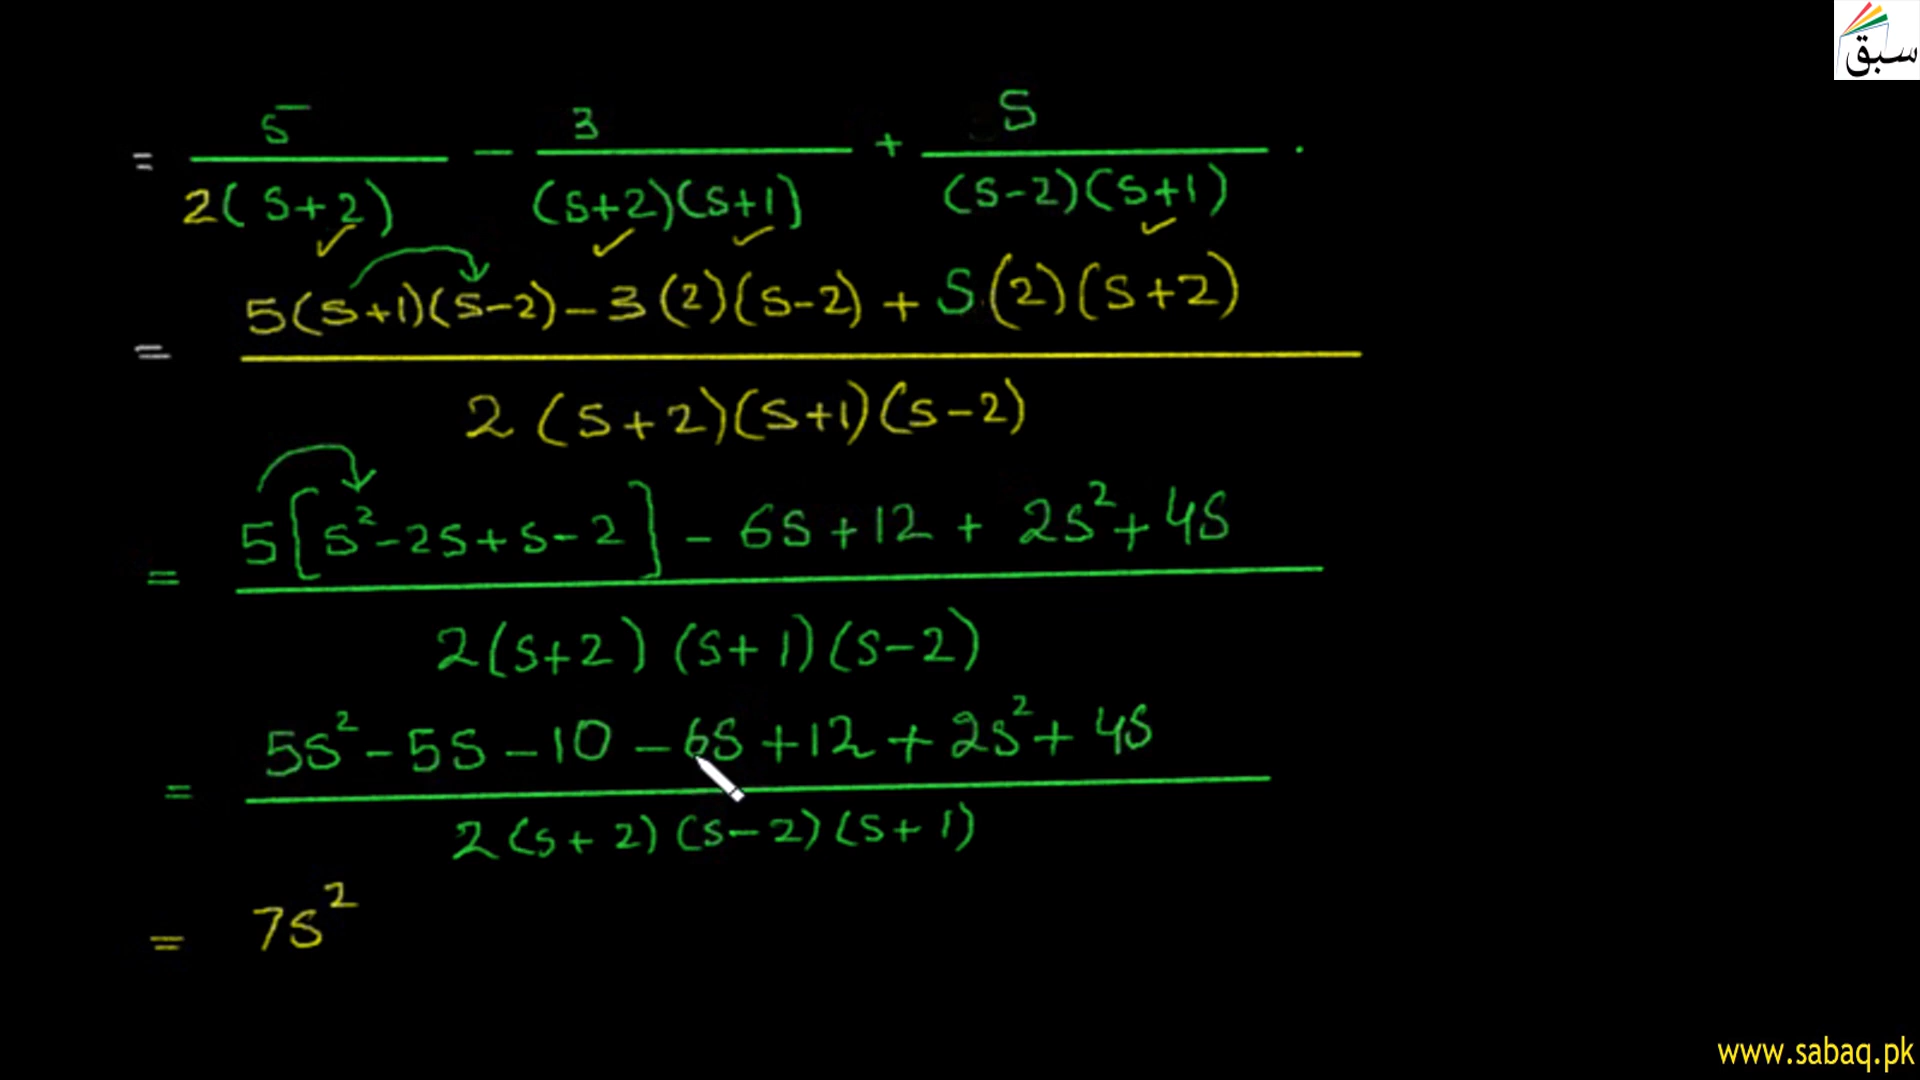 سبق
= 5/(2(s+2)) - 3/((s+2)(s+1)) + S/((s-2)(s+1)) .
= (5(s+1)(s-2) - 3(2)(s-2) + S(2)(s+2))/(2(s+2)(s+1)(s-2))
= (5[s²-2s+s-2] - 6s+12 + 2s²+4s)/(2(s+2)(s+1)(s-2))
= (5s²-5s-10-6s+12+2s²+4s)/(2(s+2)(s-2)(s+1))
= 7s²
www.sabaq.pk